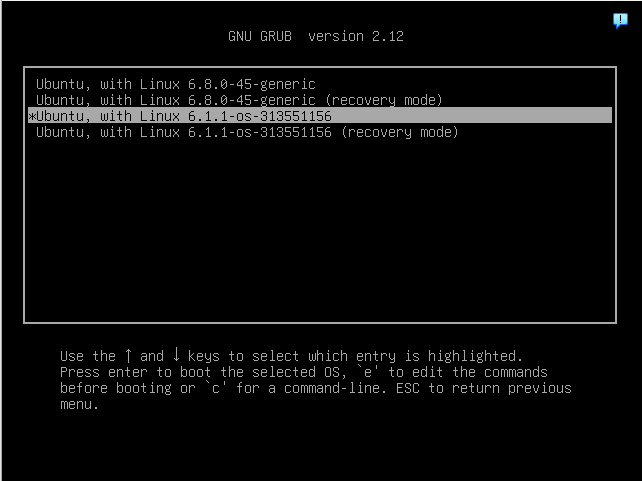 GNU GRUB  version 2.12
Ubuntu, with Linux 6.8.0-45-generic
Ubuntu, with Linux 6.8.0-45-generic (recovery mode)
*Ubuntu, with Linux 6.1.1-os-313551156
Ubuntu, with Linux 6.1.1-os-313551156 (recovery mode)
Use the ↑ and ↓ keys to select which entry is highlighted.
Press enter to boot the selected OS, `e' to edit the commands
before booting or `c' for a command-line. ESC to return previous
menu.